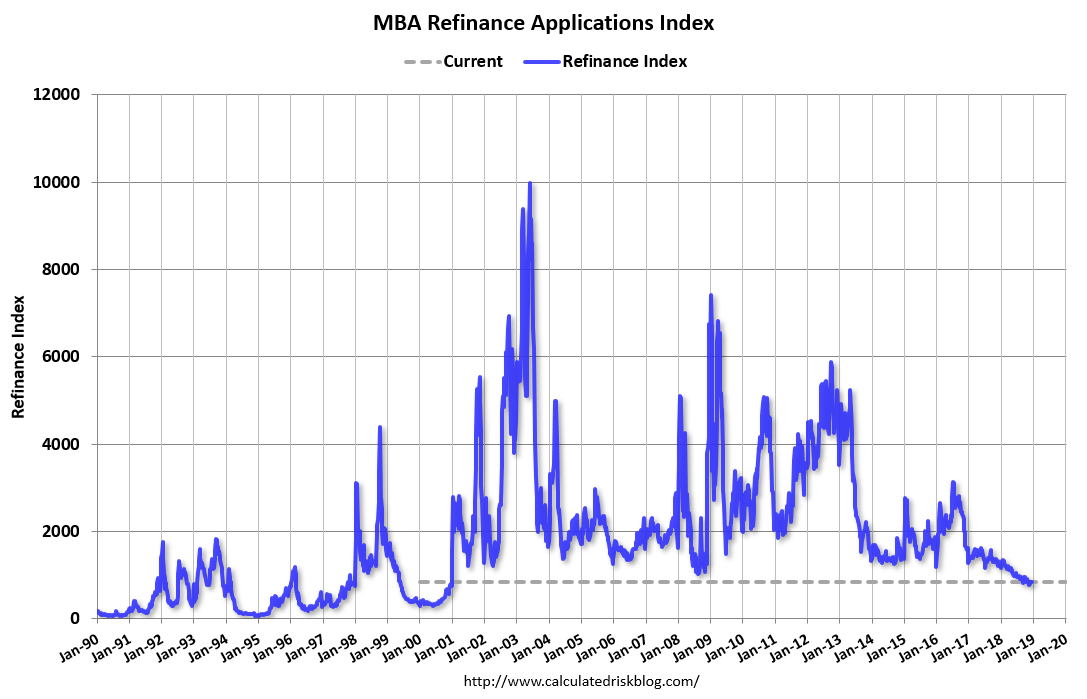 MBA Refinance Applications Index
Current Refinance Index
12000
10000
8000
6000
4000
2000
0
Refinance Index
Jan-90 Jan-91 Jan-92 Jan-93 Jan-94 Jan-95 Jan-96 Jan-97 Jan-98 Jan-99 Jan-00 Jan-01 Jan-02 Jan-03 Jan-04 Jan-05 Jan-06 Jan-07 Jan-08 Jan-09 Jan-10 Jan-11 Jan-12 Jan-13 Jan-14 Jan-15 Jan-16 Jan-17 Jan-18 Jan-19 Jan-20
http://www.calculatedriskblog.com/